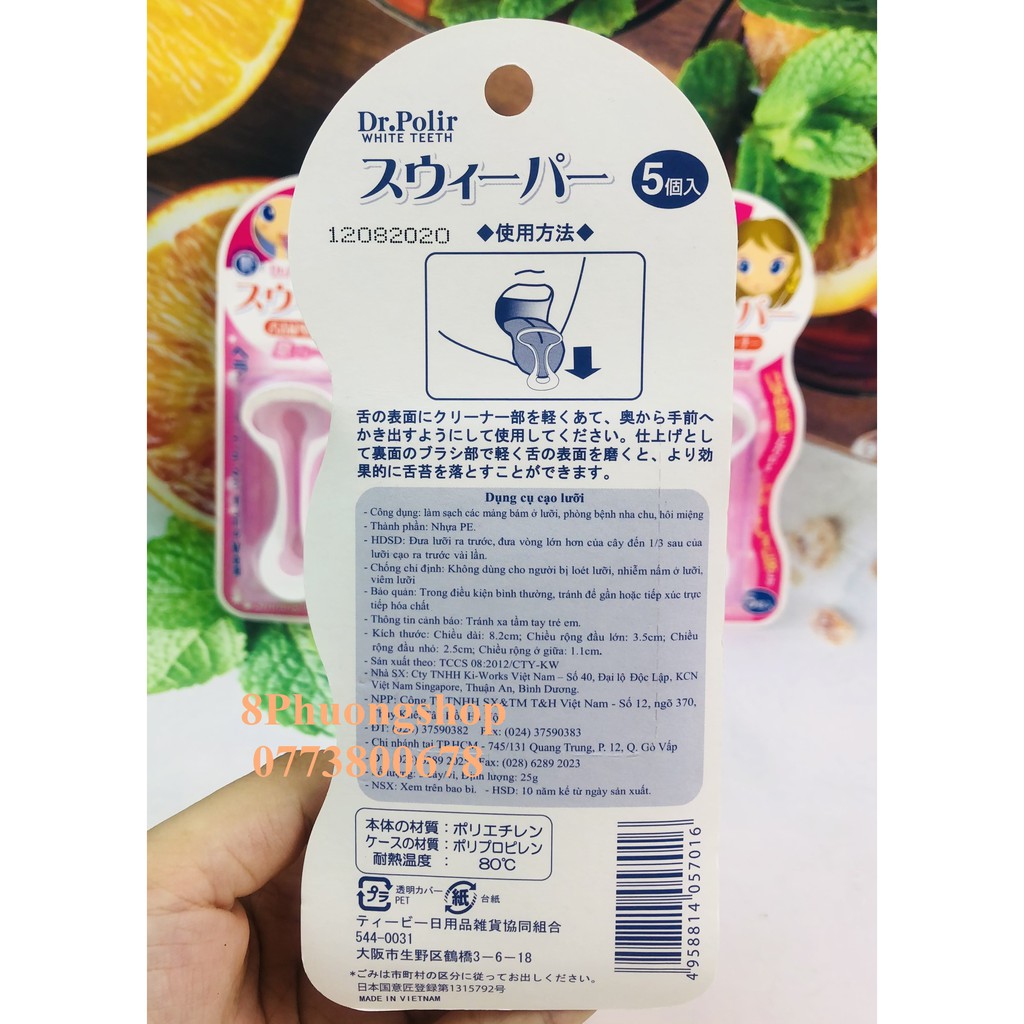 Dr.Polir
WHITE TEETH
スウィーパー
5個入
12082020
◆使用方法◆
舌の表面にクリーナー部を軽くあて、奥から手前へ
かき出すようにして使用してください。仕上げとし
て裏面のブラシ部で軽く舌の表面を磨くと、より効
果的に舌苔を落とすことができます。
Dụng cụ cạo lưỡi
- Công dụng: làm sạch các mảng bám ở lưỡi, phòng bệnh nha chu, hôi miệng
- Thành phần: Nhựa PE.
- HDSD: Đưa lưỡi ra trước, đưa vòng lớn hơn của cây đến 1/3 sau của
lưỡi cạo ra trước vài lần.
- Chống chỉ định: Không dùng cho người bị loét lưỡi, nhiễm nấm ở lưỡi,
viêm lưỡi
- Bảo quản: Trong điều kiện bình thường, tránh để gần hoặc tiếp xúc trực
tiếp hóa chất
- Thông tin cảnh báo: Tránh xa tầm tay trẻ em.
- Kích thước: Chiều dài: 8.2cm; Chiều rộng đầu lớn: 3.5cm; Chiều
rộng đầu nhỏ: 2.5cm; Chiều rộng ở giữa: 1.1cm.
- Sản xuất theo: TCCS 08:2012/CTY-KW
- Nhà SX: Cty TNHH Ki-Works Việt Nam – Số 40, Đại lộ Độc Lập, KCN
Việt Nam Singapore, Thuận An, Bình Dương.
- NPP: Công Ty TNHH SX&TM T&H Việt Nam - Số 12, ngõ 370,
8Phuongshop
- ĐT: (024) 37590382 Fax: (024) 37590383
- Chi nhánh tại TP.HCM - 745/131 Quang Trung, P. 12, Q. Gò Vấp
0773800678
Fax: (028) 6289 2023
Định lượng: 25g
- NSX: Xem trên bao bì. - HSD: 10 năm kể từ ngày sản xuất.
本体の材質：ポリエチレン
ケースの材質：ポリプロピレン
耐熱温度 ： 80℃
プラ
透明カバー
PET
紙
台紙
ティービー日用品雑貨協同組合
544-0031
大阪市生野区鶴橋3-6-18
*ごみは市町村の区分に従ってお出しください。
日本国意匠登録第1315792号
MADE IN VIETNAM
4958814057016